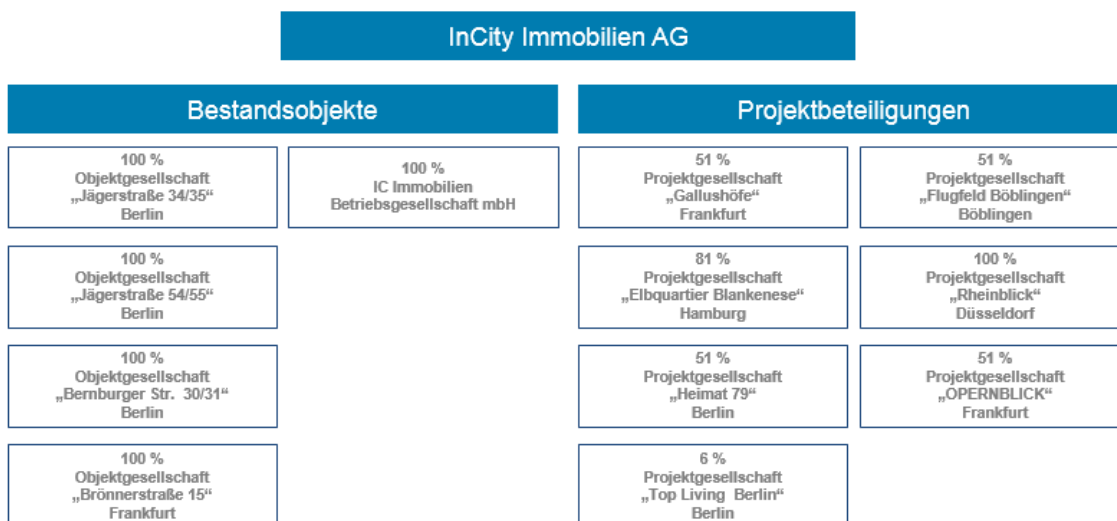 InCity Immobilien AG
Bestandsobjekte
100 %
Objektgesellschaft
„Jägerstraße 34/35“
Berlin
100 %
IC Immobilien
Betriebsgesellschaft mbH
100 %
Objektgesellschaft
„Jägerstraße 54/55“
Berlin
100 %
Objektgesellschaft
„Bernburger Str. 30/31“
Berlin
100 %
Objektgesellschaft
„Brönnerstraße 15“
Frankfurt
Projektbeteiligungen
51 %
Projektgesellschaft
„Gallushöfe“
Frankfurt
51 %
Projektgesellschaft
„Flugfeld Böblingen“
Böblingen
81 %
Projektgesellschaft
„Elbquartier Blankenese“
Hamburg
100 %
Projektgesellschaft
„Rheinblick“
Düsseldorf
51 %
Projektgesellschaft
„Heimat 79“
Berlin
51 %
Projektgesellschaft
„OPERNBLICK“
Frankfurt
6 %
Projektgesellschaft
„Top Living Berlin“
Berlin